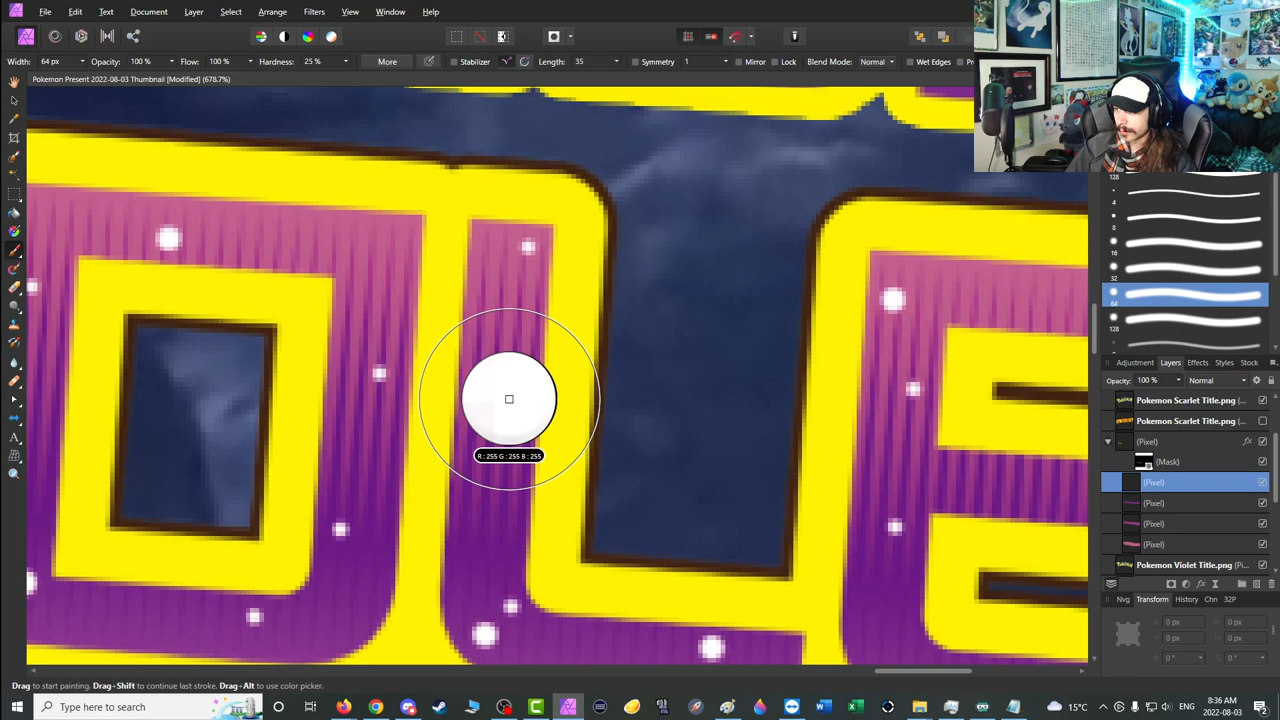 File Edit Text Document Layer Select Arrange Filters View Window Help
Width: 64 px Opacity: 100 % Flow: 100 % Hardness: 25 % More Stabilizer Length: 35 Symmetry 1 Mirror Lock Blend Mode: Normal Wet Edges
Pokemon Present 2022-08-03 Thumbnail [Modified] (678.7%)
128
4
8
16
32
64
128
Adjustment Layers Effects Styles Stock
Opacity: 100 % Normal
Pokemon Scarlet Title.png (...
Pokemon Scarlet Title.png (...
(Pixel) fx
(Mask)
(Pixel)
(Pixel)
(Pixel)
(Pixel)
Pokemon Violet Title.png (Pi...
Nvg Transform History Chn 32P
X: 0 px W: 0 px
Y: 0 px H: 0 px
R: 0 ° S: 0 °
R : 255 G : 255 B : 255
Drag to start painting. Drag+Shift to continue last stroke. Drag+Alt to use color picker.
Type here to search
15°C ENG 8:36 AM
2022-08-03